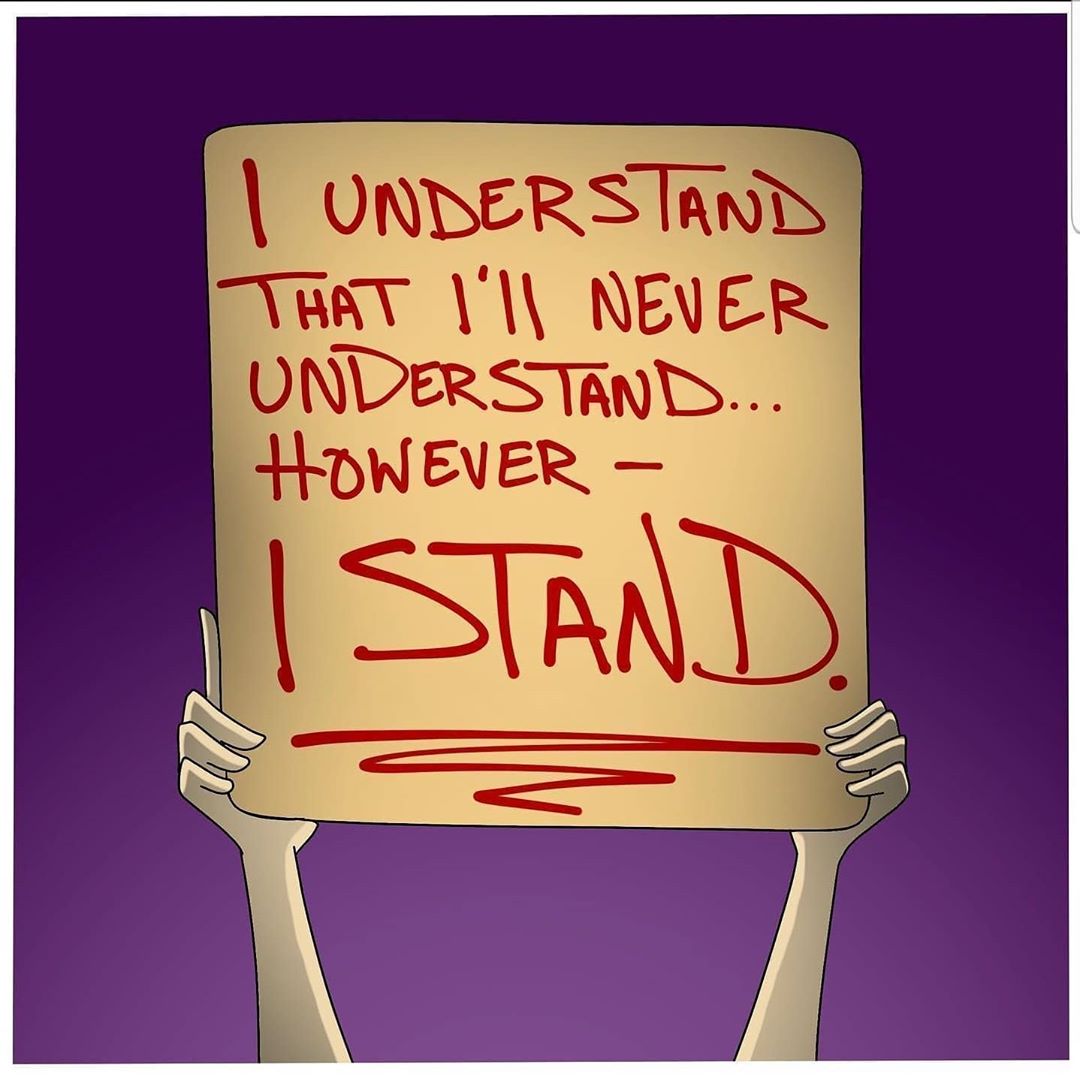 I UNDERSTAND
THAT I'll NEVER
UNDERSTAND...
HOWEVER –
I STAND.